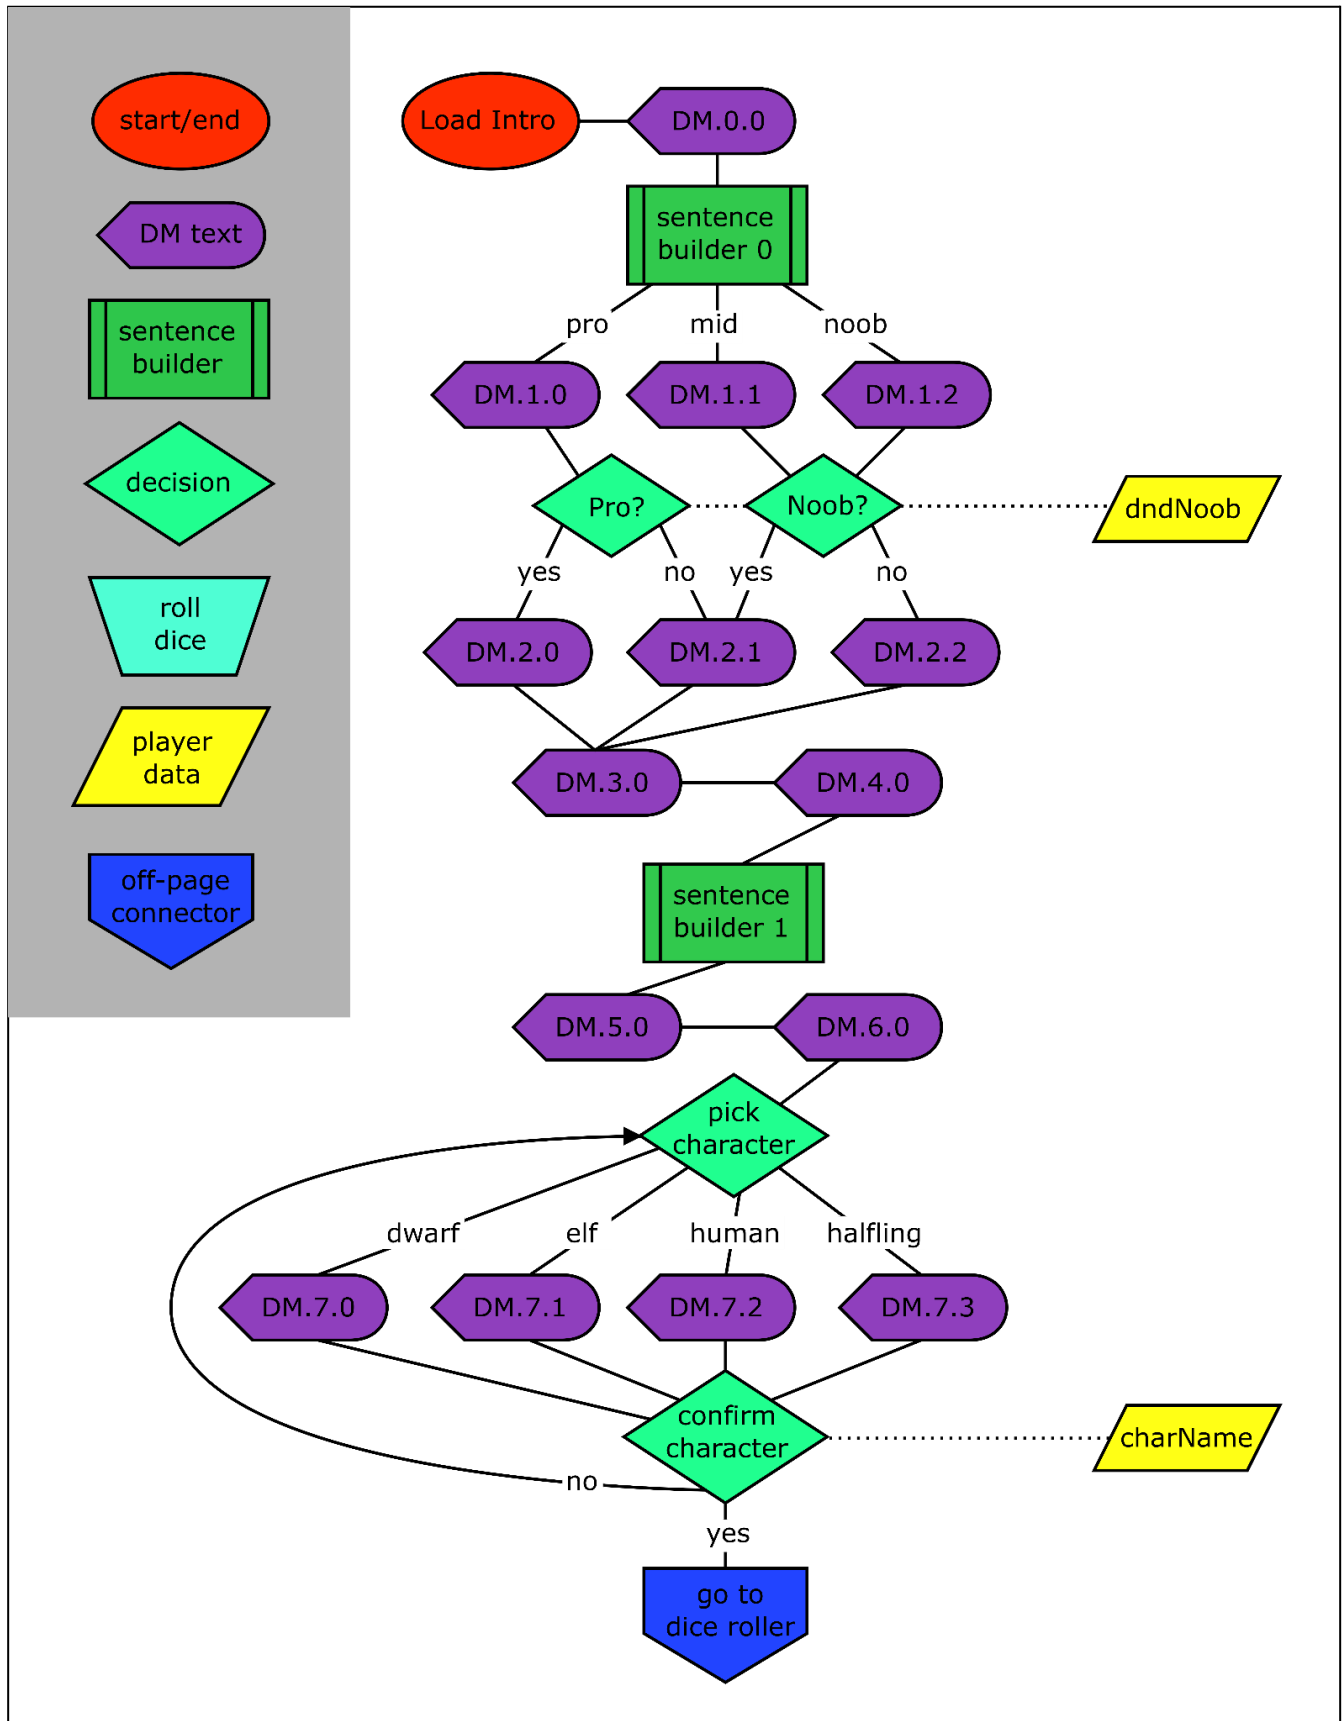 start/end
DM text
sentence
builder
decision
roll
dice
player
data
off-page
connector
Load Intro
DM.0.0
sentence
builder 0
pro
mid
noob
DM.1.0
DM.1.1
DM.1.2
Pro?
Noob?
dndNoob
yes
no
yes
no
DM.2.0
DM.2.1
DM.2.2
DM.3.0
DM.4.0
sentence
builder 1
DM.5.0
DM.6.0
pick
character
dwarf
elf
human
halfling
DM.7.0
DM.7.1
DM.7.2
DM.7.3
confirm
character
charName
no
yes
go to
dice roller